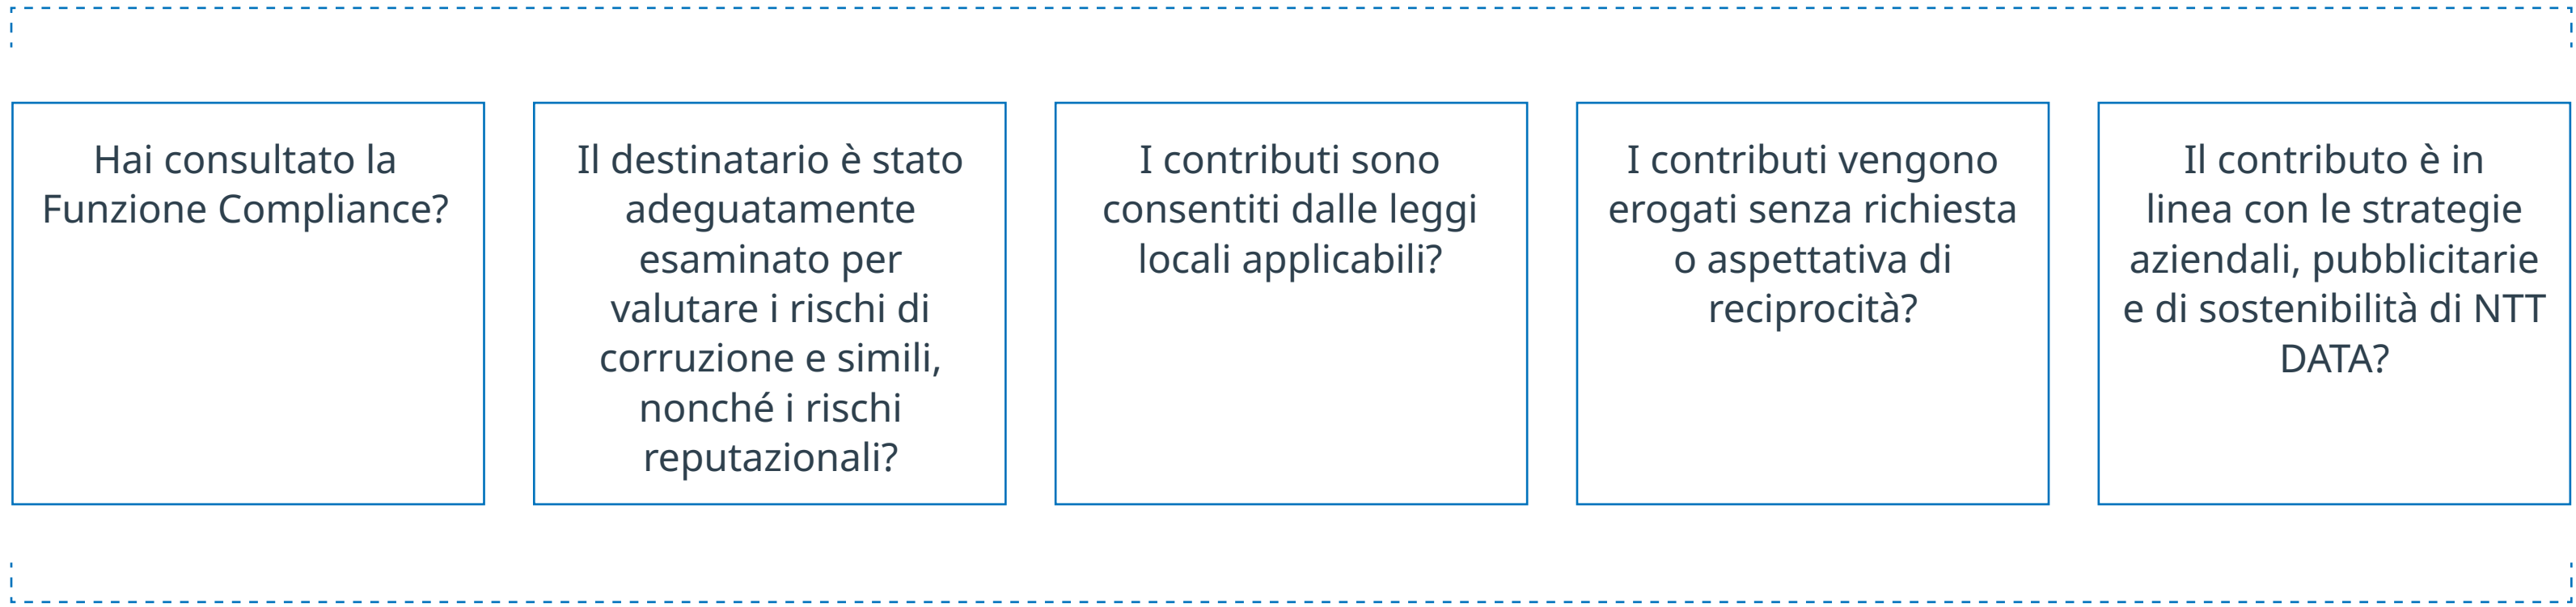 Hai consultato la
Funzione Compliance?
Il destinatario è stato
adeguatamente
esaminato per
valutare i rischi di
corruzione e simili,
nonché i rischi
reputazionali?
I contributi sono
consentiti dalle leggi
locali applicabili?
I contributi vengono
erogati senza richiesta
o aspettativa di
reciprocità?
Il contributo è in
linea con le strategie
aziendali, pubblicitarie
e di sostenibilità di NTT
DATA?